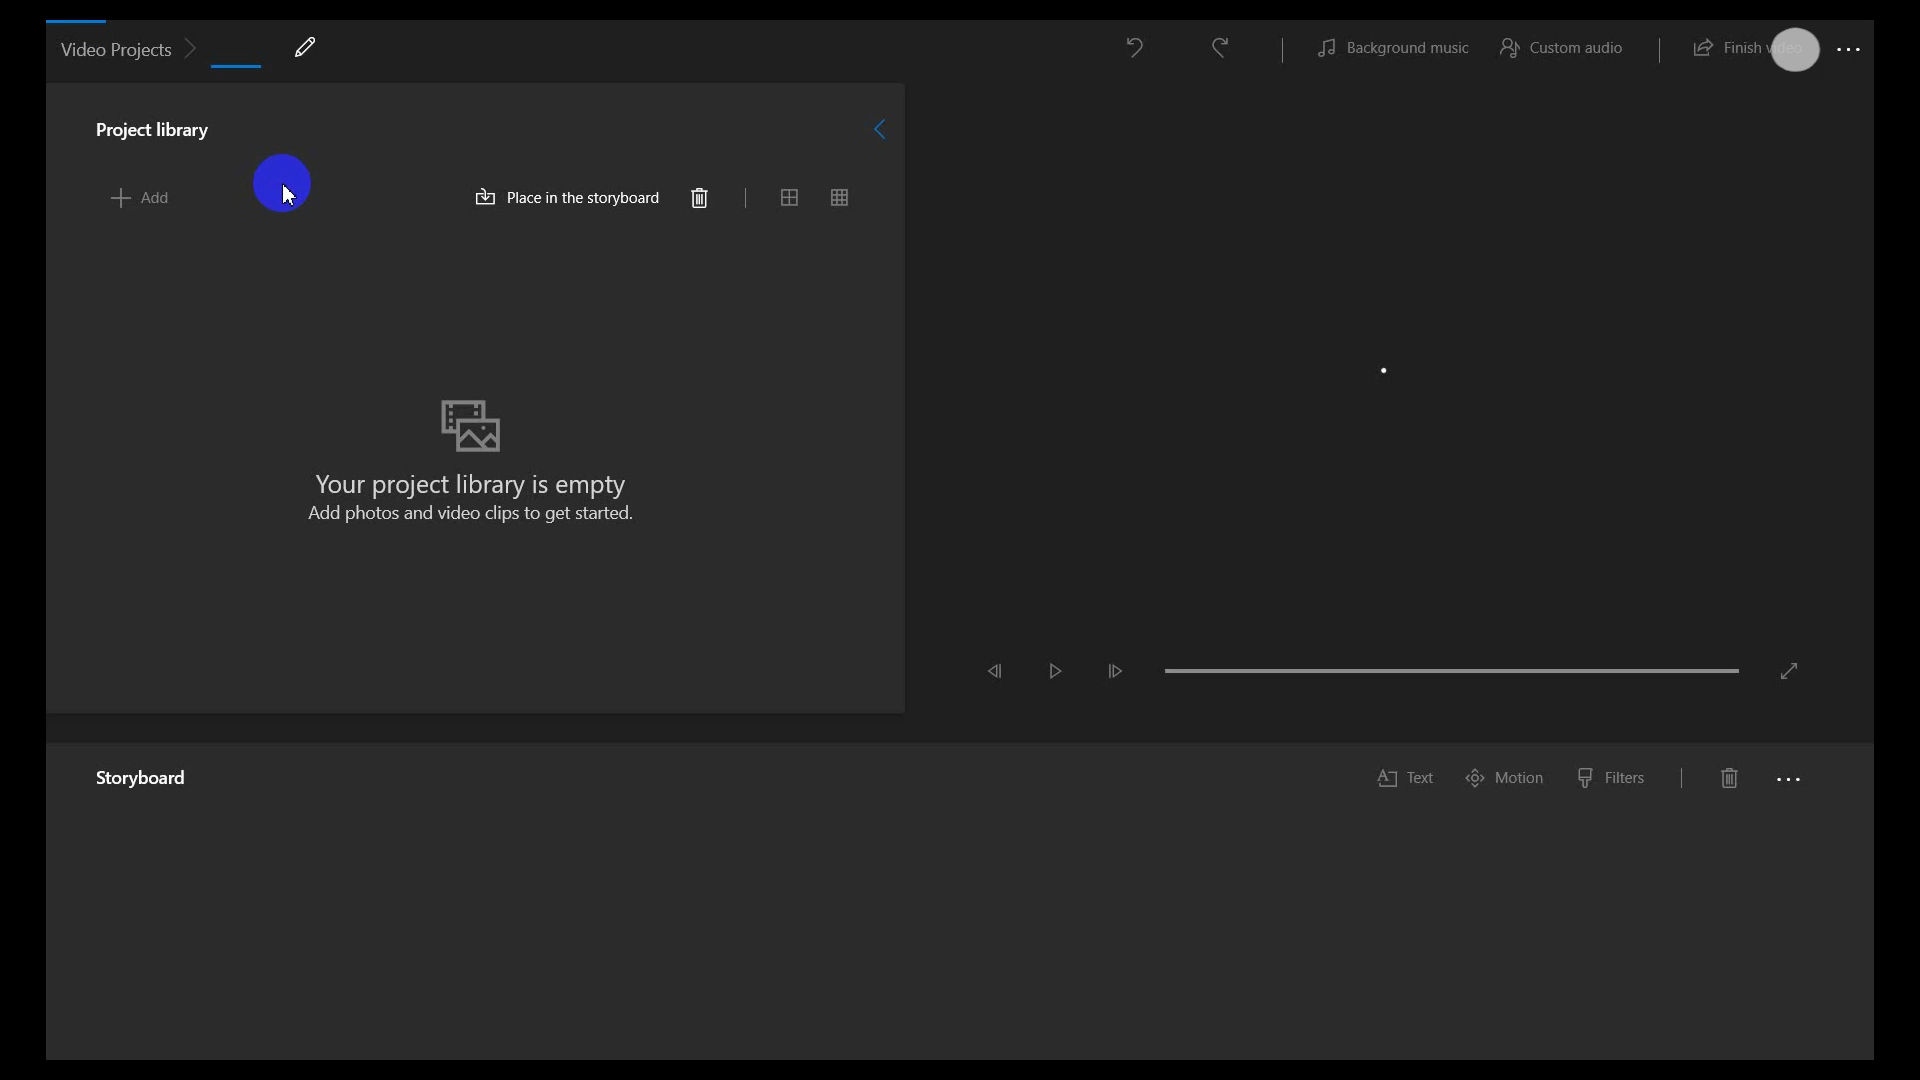 Video Projects
Background music
Custom audio
Finish video
Project library
Add
Place in the storyboard
Your project library is empty
Add photos and video clips to get started.
Storyboard
Text
Motion
Filters